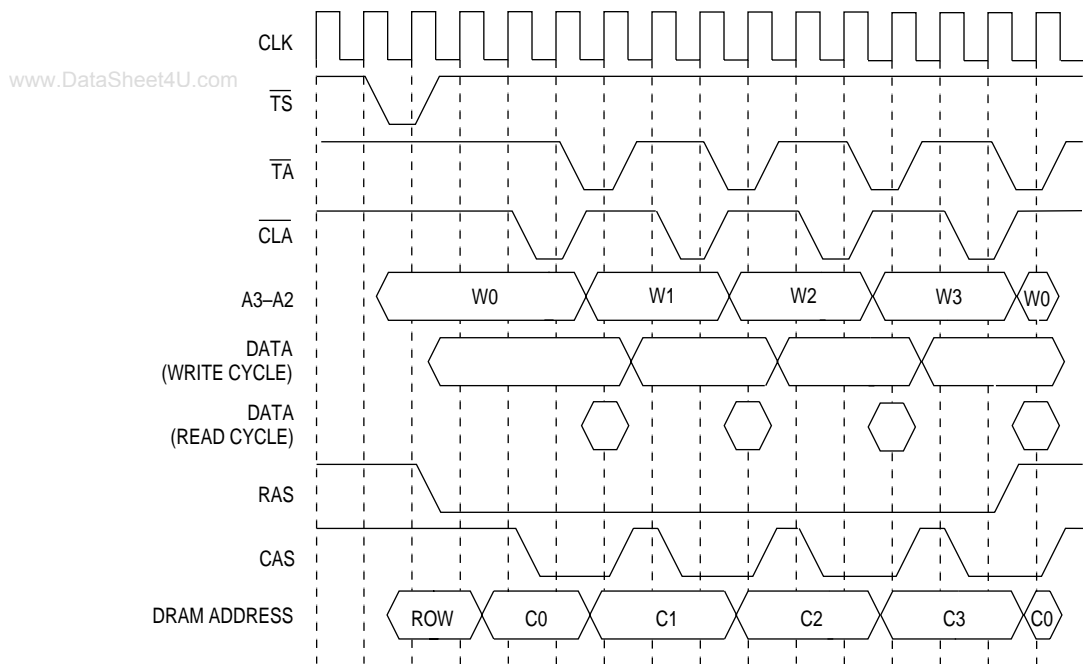 CLK
www.DataSheet4U.com
TS
TA
CLA
A3–A2 W0 W1 W2 W3 W0
DATA
(WRITE CYCLE)
DATA
(READ CYCLE)
RAS
CAS
DRAM ADDRESS ROW C0 C1 C2 C3 C0